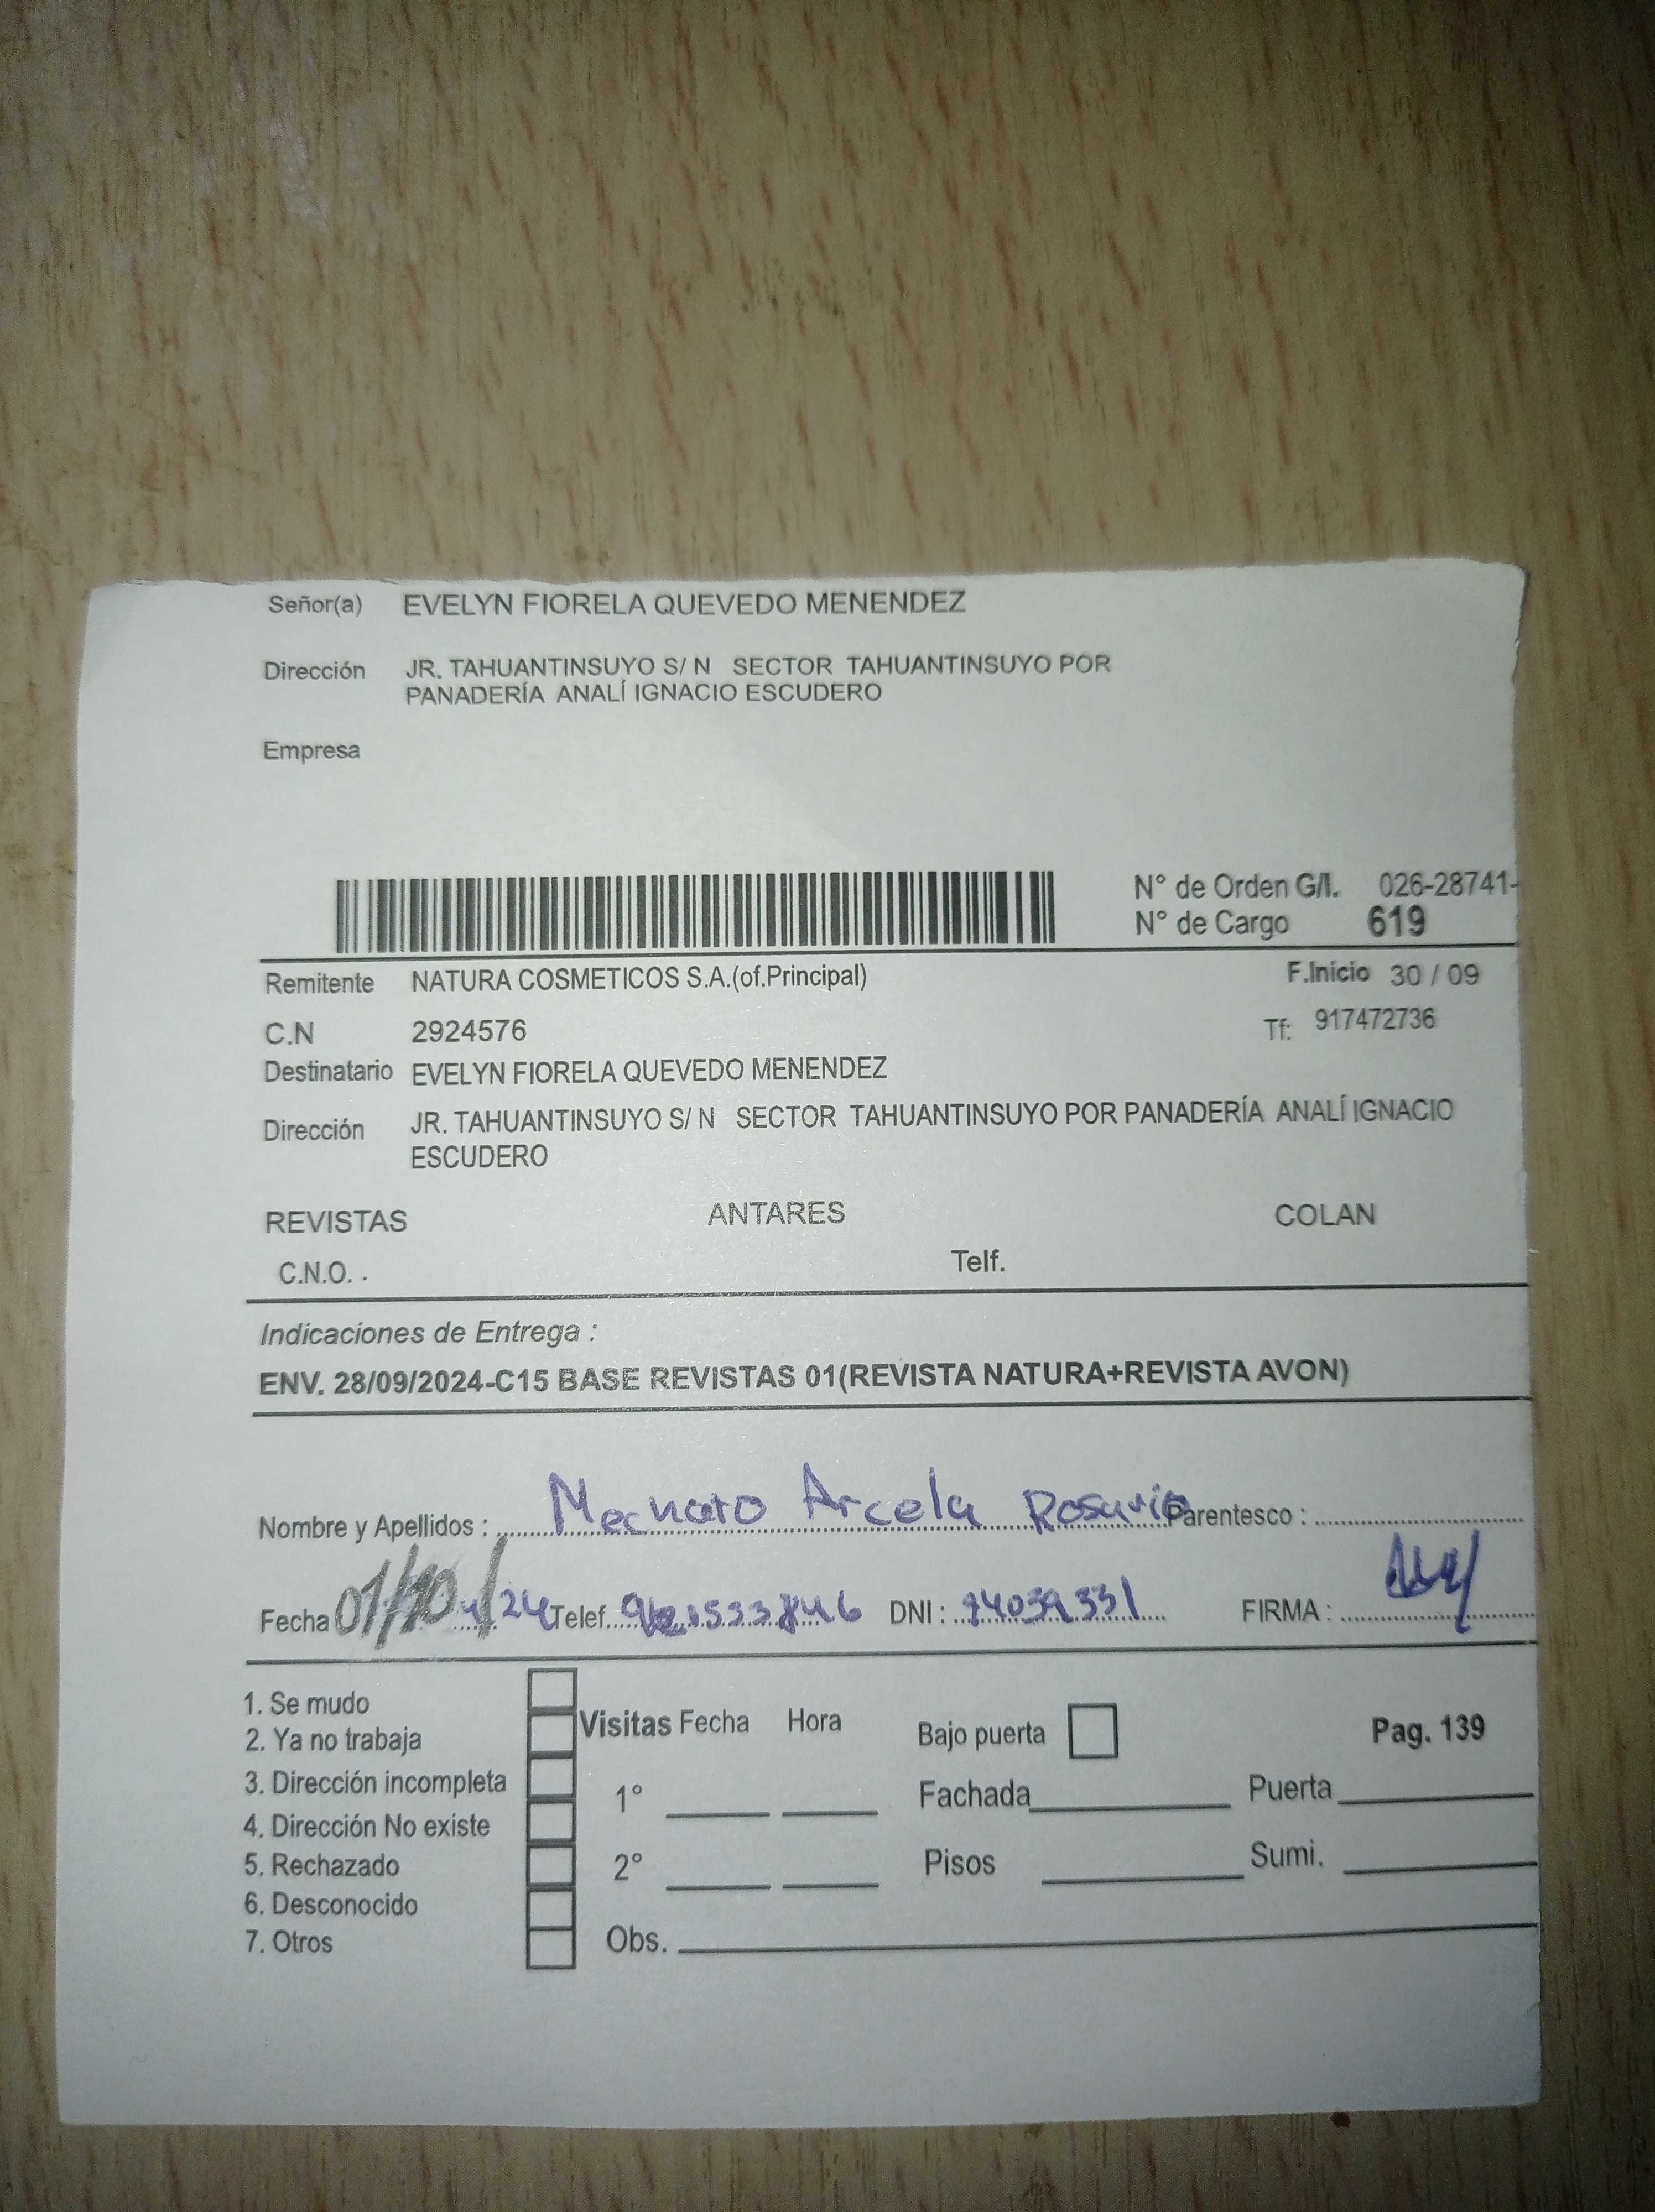 Señor(a) EVELYN FIORELA QUEVEDO MENENDEZ
Dirección JR. TAHUANTINSUYO S/ N SECTOR TAHUANTINSUYO POR
PANADERÍA ANALÍ IGNACIO ESCUDERO
Empresa
N° de Orden G/I. 026-28741-
N° de Cargo 619
Remitente NATURA COSMETICOS S.A.(of.Principal) F.Inicio 30 / 09
C.N 2924576 Tf: 917472736
Destinatario EVELYN FIORELA QUEVEDO MENENDEZ
Dirección JR. TAHUANTINSUYO S/ N SECTOR TAHUANTINSUYO POR PANADERÍA ANALÍ IGNACIO
ESCUDERO
REVISTAS ANTARES COLAN
C.N.O. . Telf.
Indicaciones de Entrega :
ENV. 28/09/2024-C15 BASE REVISTAS 01(REVISTA NATURA+REVISTA AVON)
Nombre y Apellidos : Arcela Rosario Parentesco :
Fecha 01/10/24 Telef. DNI : FIRMA :
1. Se mudo
2. Ya no trabaja Visitas Fecha Hora Bajo puerta Pag. 139
3. Dirección incompleta 1° Fachada Puerta
4. Dirección No existe
5. Rechazado 2° Pisos Sumi.
6. Desconocido
7. Otros Obs.